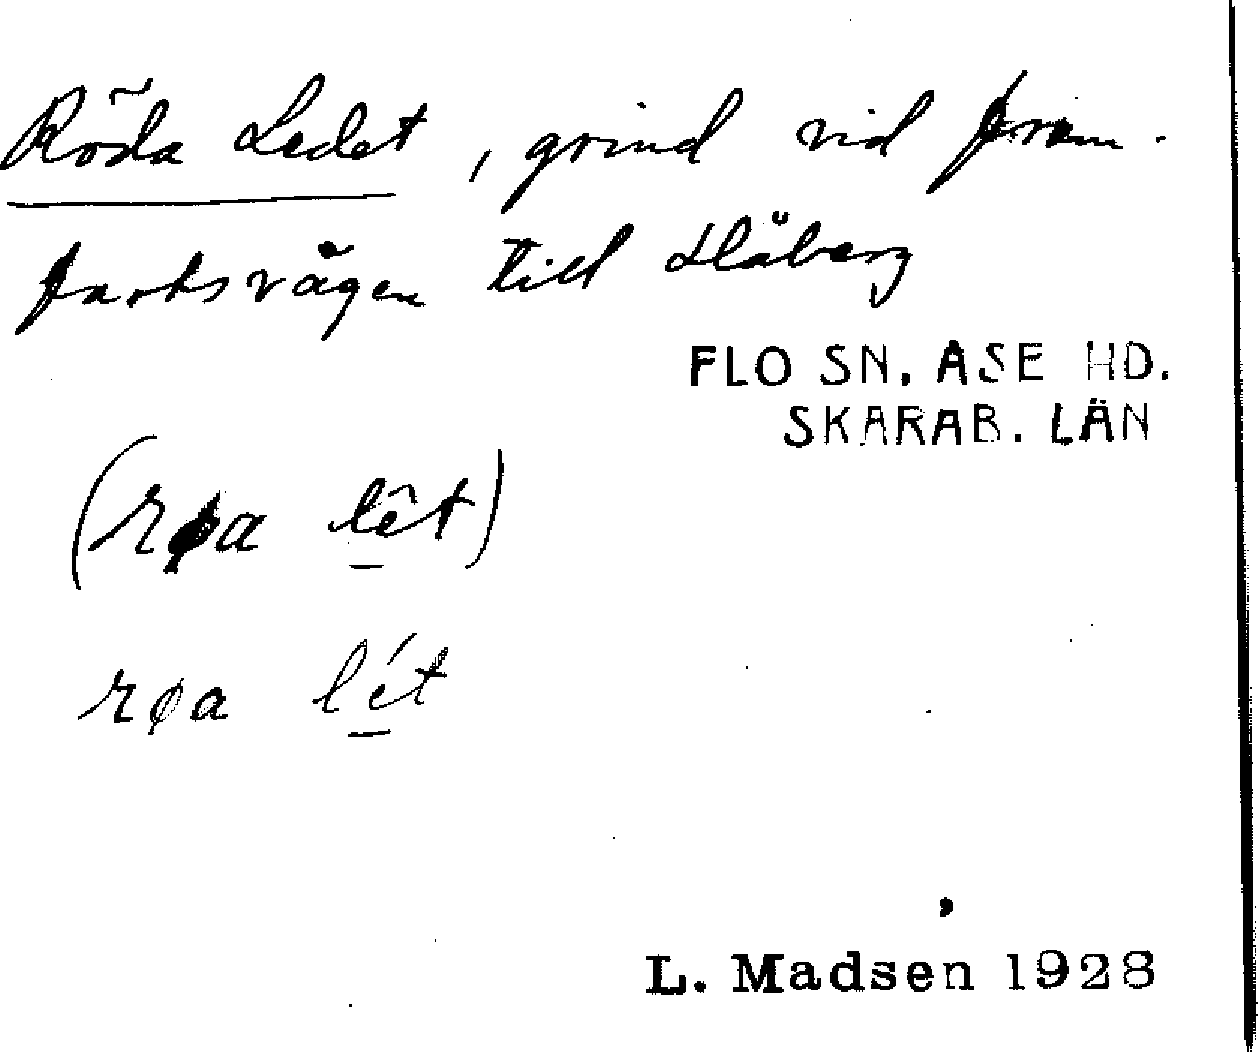 Röda Ledet, grind vid fram-
fartsvägen till Håberg
FLO SN. ASE HD.
SKARAB. LÄN
(røa lêt)
røa lét
L. Madsen 1928